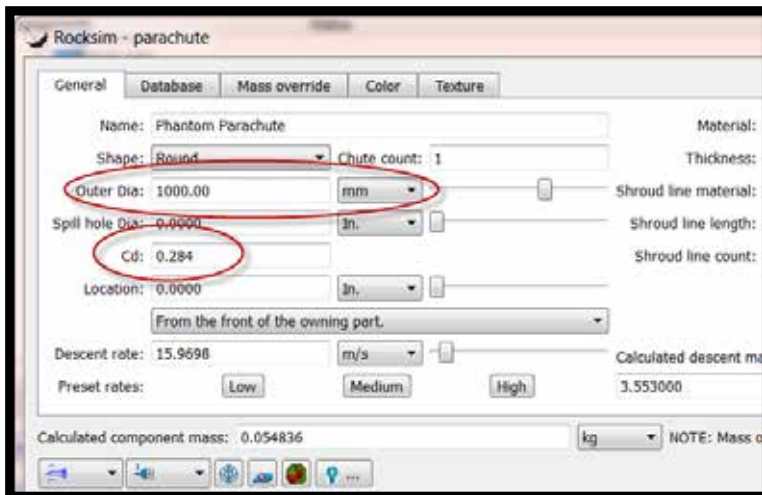 Rocksim - parachute
General Database Mass override Color Texture
Name: Phantom Parachute Material:
Shape: Round Chute count: 1 Thickness:
Outer Dia: 1000.00 mm Shroud line material:
Spill hole Dia: 0.0000 In. Shroud line length:
Cd: 0.284 Shroud line count:
Location: 0.0000 In.
From the front of the owning part.
Descent rate: 15.9698 m/s Calculated descent ma
Preset rates: Low Medium High 3.553000
Calculated component mass: 0.054836 kg NOTE: Mass o
...